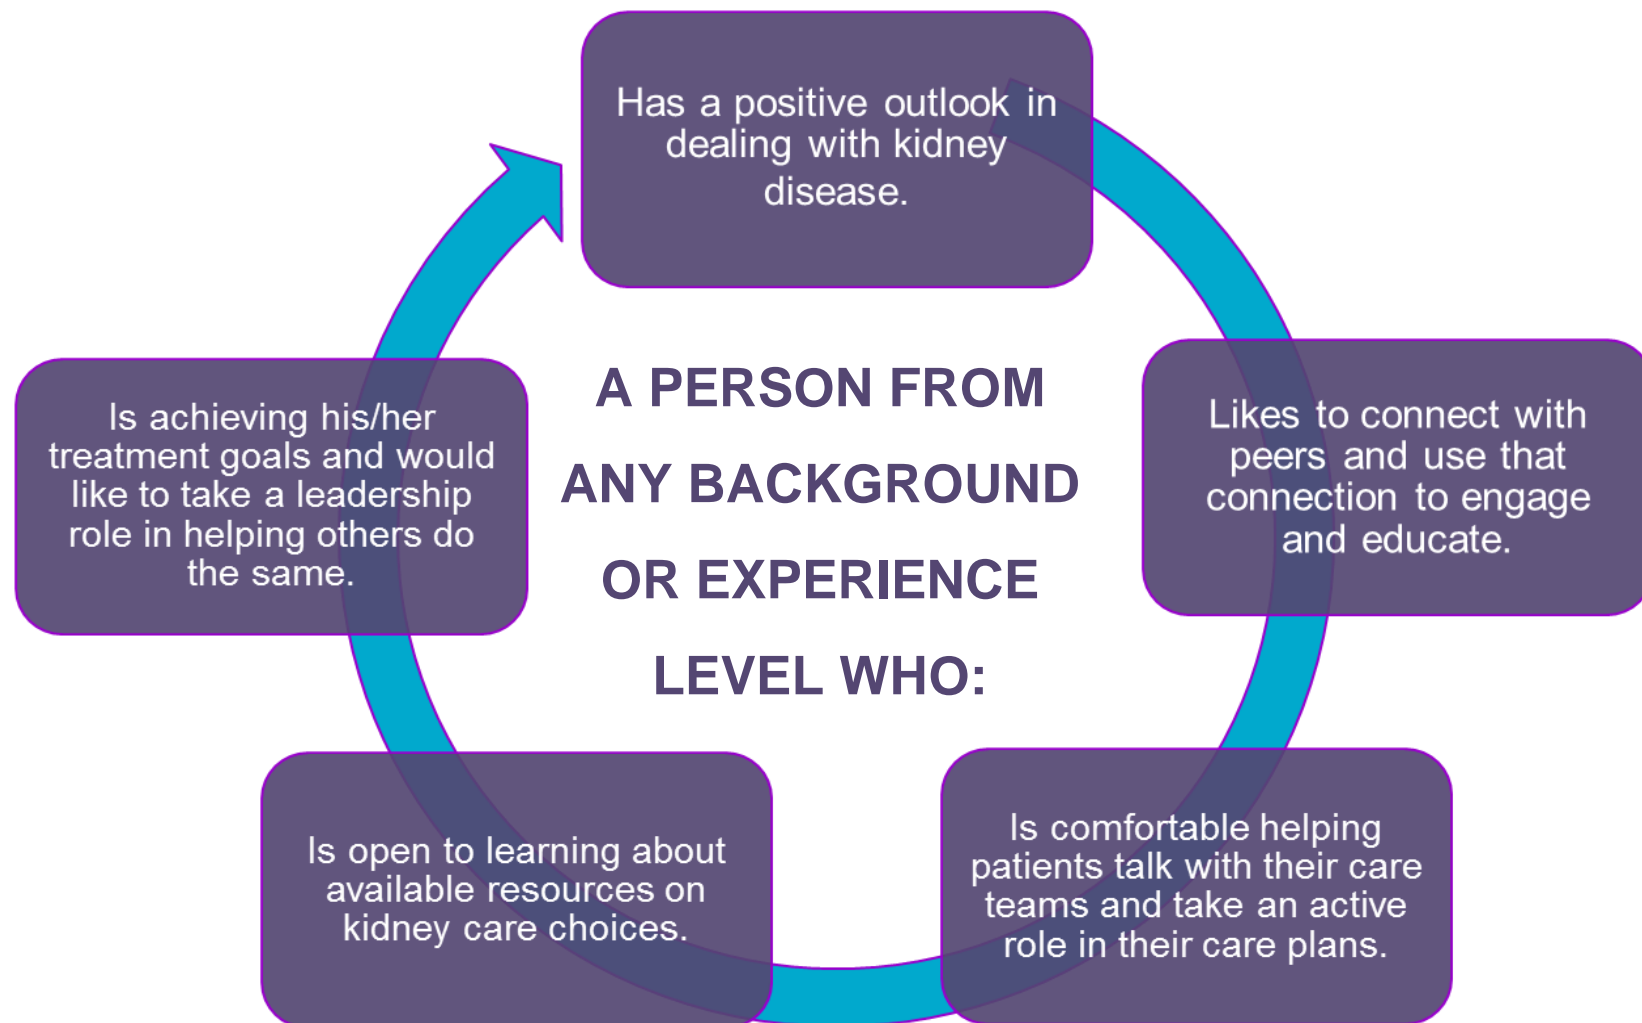 Has a positive outlook in
dealing with kidney
disease.
A PERSON FROM
ANY BACKGROUND
OR EXPERIENCE
LEVEL WHO:
Likes to connect with
peers and use that
connection to engage
and educate.
Is comfortable helping
patients talk with their care
teams and take an active
role in their care plans.
Is open to learning about
available resources on
kidney care choices.
Is achieving his/her
treatment goals and would
like to take a leadership
role in helping others do
the same.